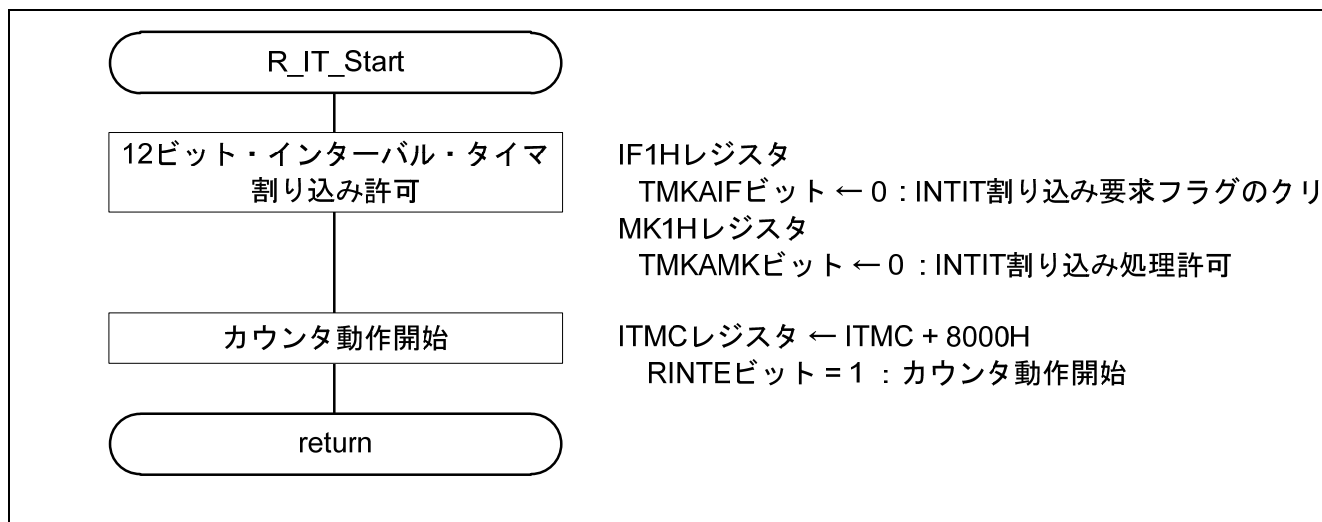 R_IT_Start
12ビット・インターバル・タイマ
割り込み許可
IF1Hレジスタ
TMKAIFビット ← 0 : INTIT割り込み要求フラグのクリ
MK1Hレジスタ
TMKAMKビット ← 0 : INTIT割り込み処理許可
カウンタ動作開始
ITMCレジスタ ← ITMC + 8000H
RINTEビット = 1 : カウンタ動作開始
return